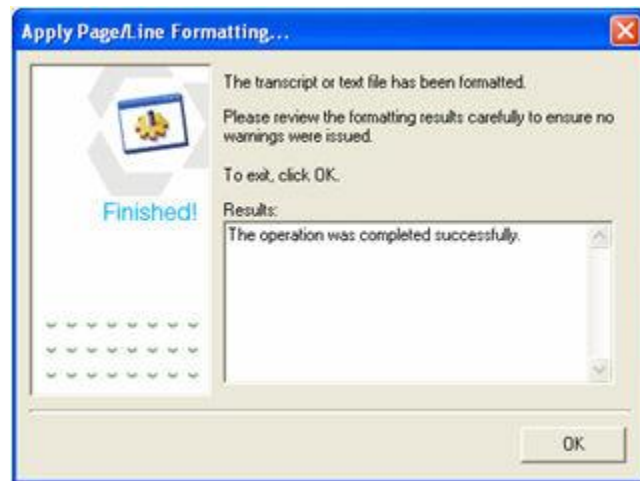 Apply Page/Line Formatting...
The transcript or text file has been formatted.
Please review the formatting results carefully to ensure no
warnings were issued.
To exit, click OK.
Finished!
Results:
The operation was completed successfully.
OK